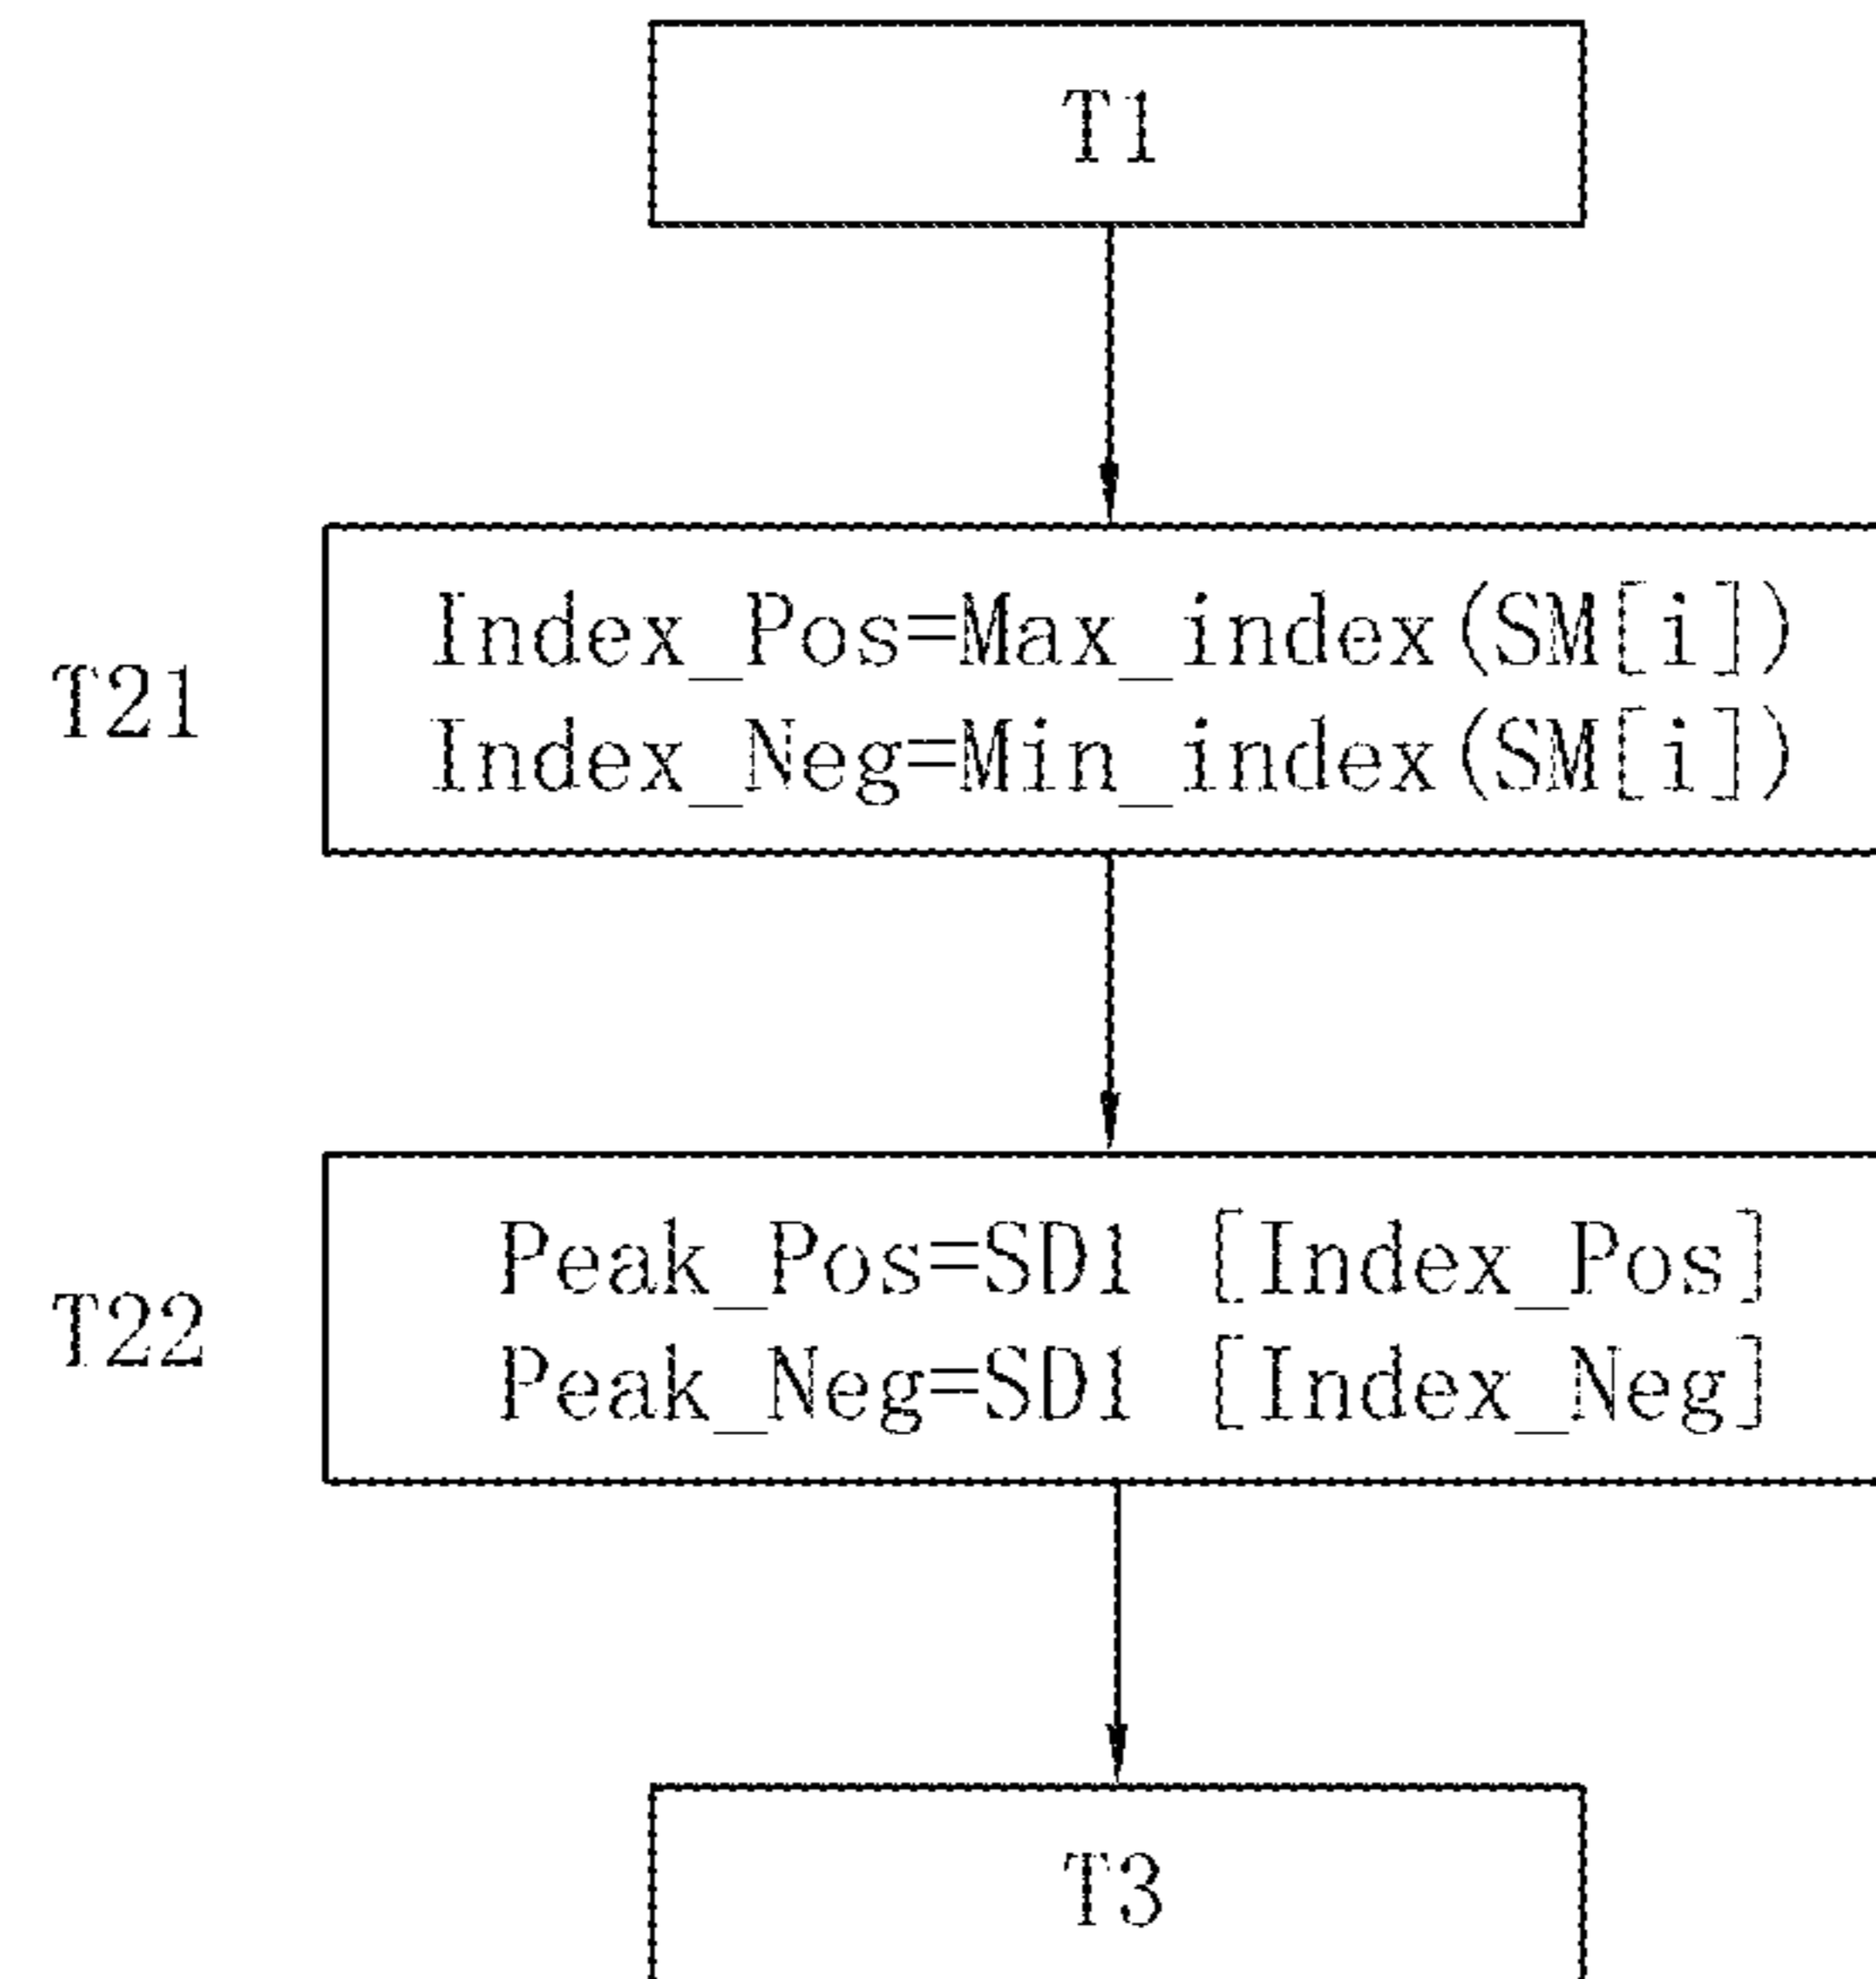 T1
T21
Index_Pos=Max_index(SM[i])
Index_Neg=Min_index(SM[i])
T22
Peak_Pos=SD1 [Index_Pos]
Peak_Neg=SD1 [Index_Neg]
T3